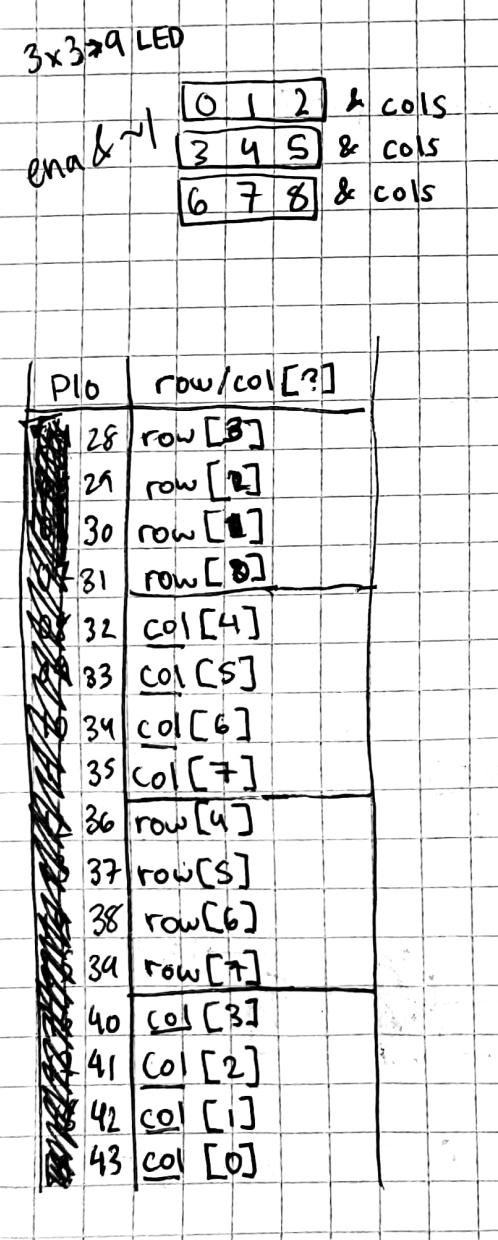 3x3→9 LED
0 1 2 & cols
ena & ~1 3 4 5 & cols
6 7 8 & cols
PIo row/col[?]
28 row[3]
29 row[2]
30 row[1]
31 row[0]
32 col[4]
33 col[5]
34 col[6]
35 col[7]
36 row[4]
37 row[5]
38 row[6]
39 row[7]
40 col[3]
41 col[2]
42 col[1]
43 col[0]